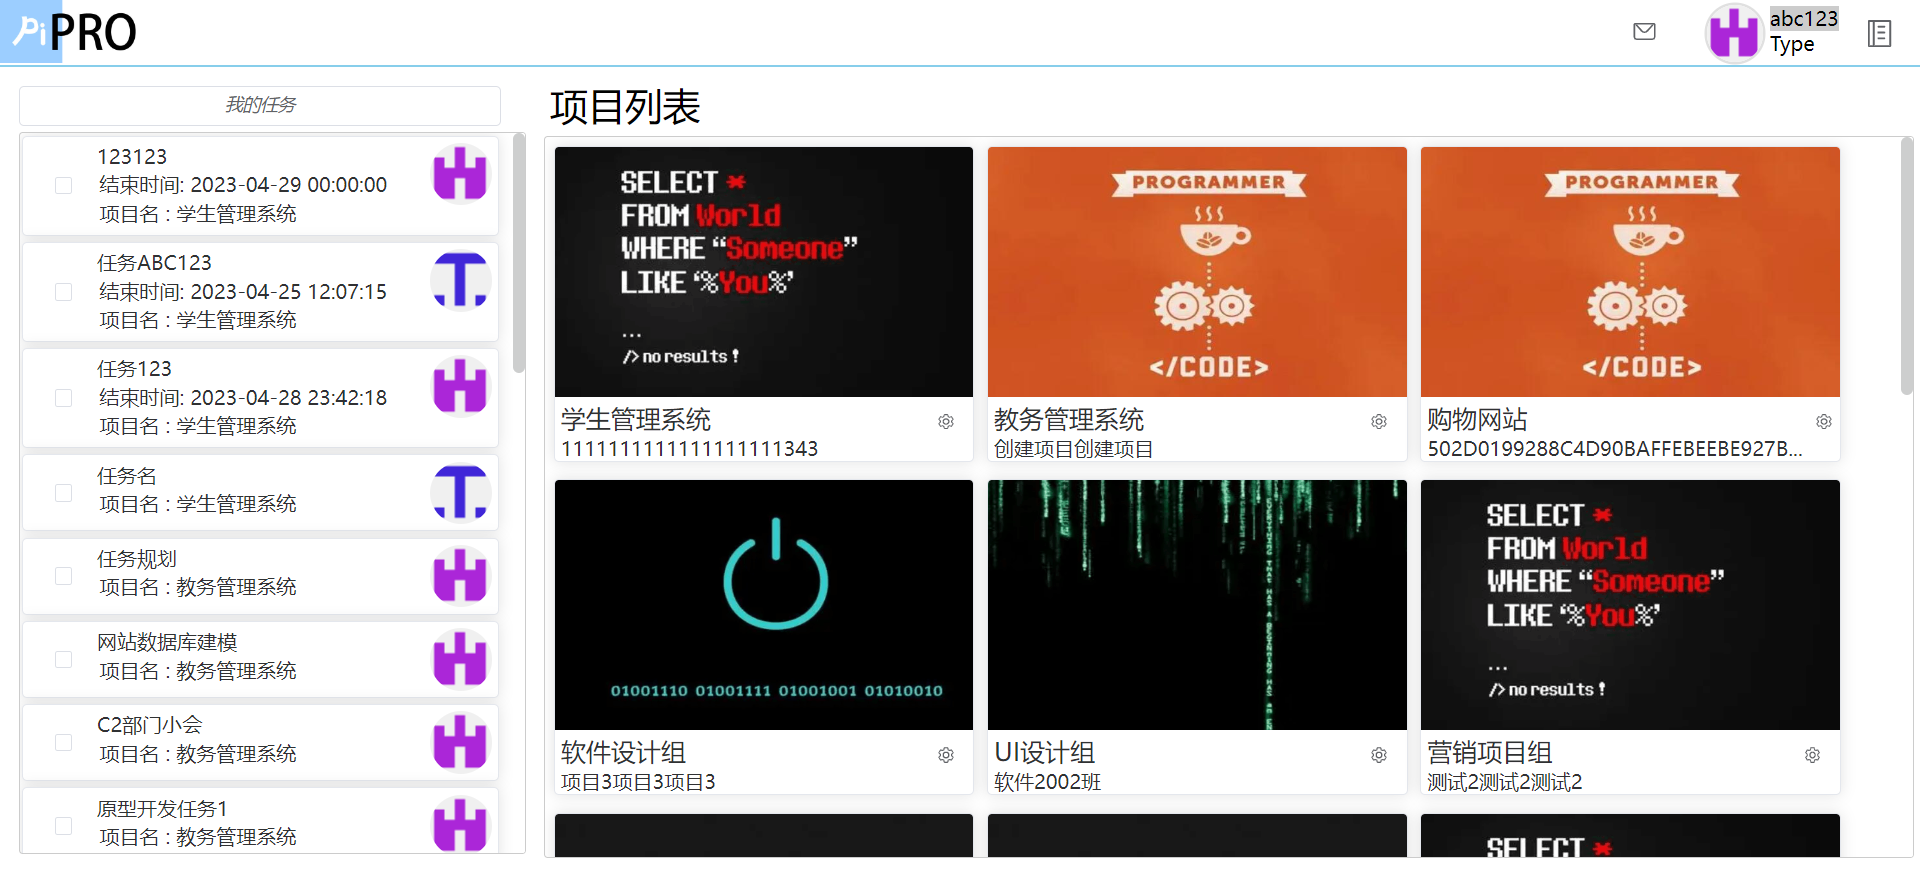 Pi PRO
abc123
Type
我的任务
123123
结束时间: 2023-04-29 00:00:00
项目名 : 学生管理系统
任务ABC123
结束时间: 2023-04-25 12:07:15
项目名 : 学生管理系统
任务123
结束时间: 2023-04-28 23:42:18
项目名 : 学生管理系统
任务名
项目名 : 学生管理系统
任务规划
项目名 : 教务管理系统
网站数据库建模
项目名 : 教务管理系统
C2部门小会
项目名 : 教务管理系统
原型开发任务1
项目名 : 教务管理系统
项目列表
SELECT *
FROM World
WHERE “Someone”
LIKE ‘%You%’
...
/> no results !
学生管理系统
1111111111111111111111343
PROGRAMMER
</CODE>
教务管理系统
创建项目创建项目
PROGRAMMER
</CODE>
购物网站
502D0199288C4D90BAFFEBEEBE927B...
01001110 01001111 01001001 01010010
软件设计组
项目3项目3项目3
EVERYTHING THAT HAS A BEGINNING HAS AN EN
UI设计组
软件2002班
SELECT *
FROM World
WHERE “Someone”
LIKE ‘%You%’
...
/> no results !
营销项目组
测试2测试2测试2
SELECT *